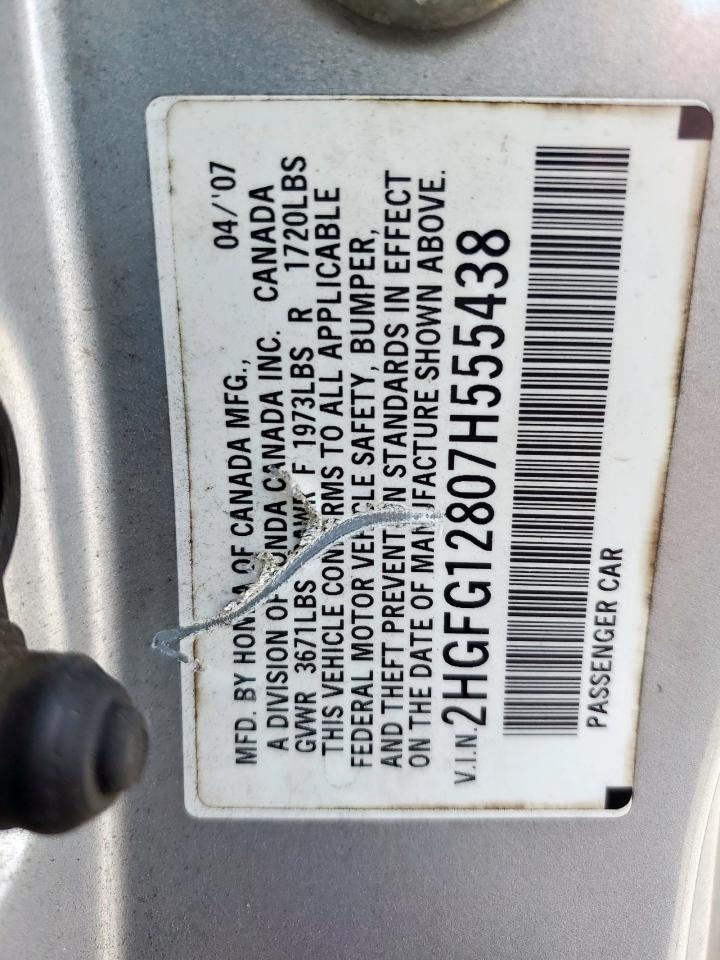 MFD. BY HONDA OF CANADA MFG., 04/'07
A DIVISION OF HONDA CANADA INC. CANADA
GVWR 3671LBS GAWR F 1973LBS R 1720LBS
THIS VEHICLE CONFORMS TO ALL APPLICABLE
FEDERAL MOTOR VEHICLE SAFETY, BUMPER,
AND THEFT PREVENTION STANDARDS IN EFFECT
ON THE DATE OF MANUFACTURE SHOWN ABOVE.
V.I.N. 2HGFG12807H555438
PASSENGER CAR